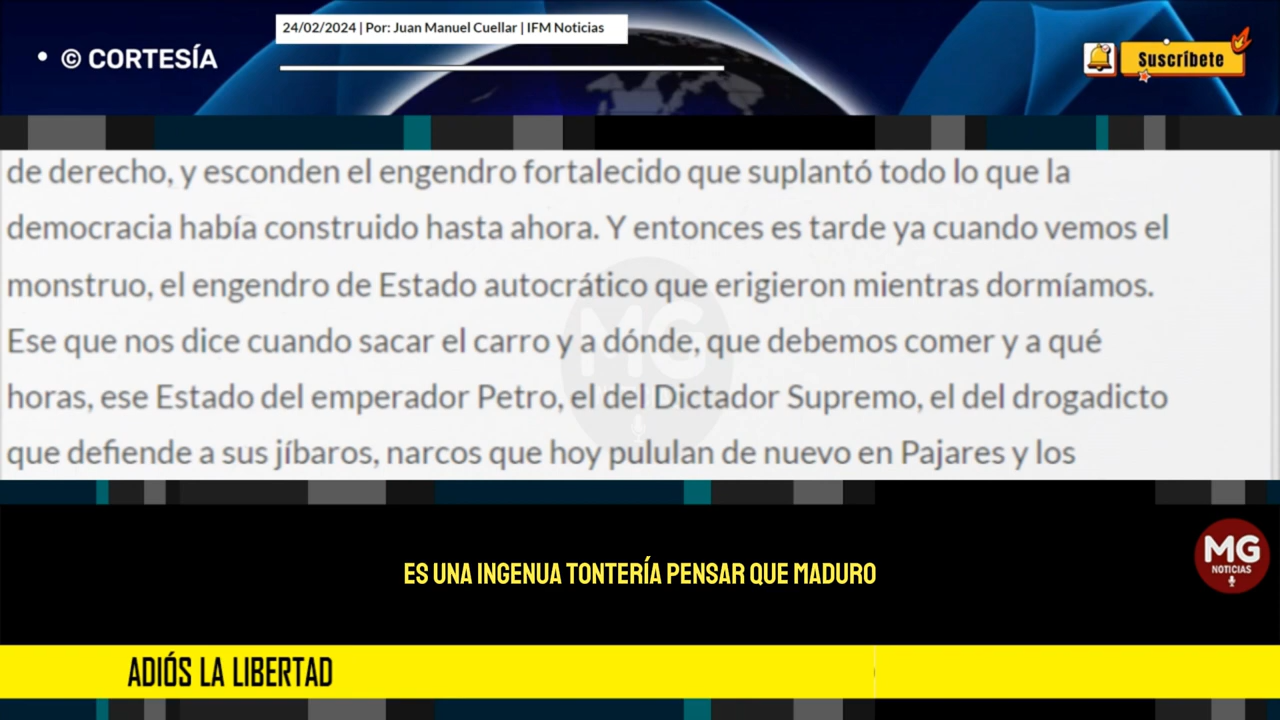 24/02/2024 | Por: Juan Manuel Cuellar | IFM Noticias
• © CORTESÍA
Suscríbete
de derecho, y esconden el engendro fortalecido que suplantó todo lo que la
democracia había construido hasta ahora. Y entonces es tarde ya cuando vemos el
monstruo, el engendro de Estado autocrático que erigieron mientras dormíamos.
Ese que nos dice cuando sacar el carro y a dónde, que debemos comer y a qué
horas, ese Estado del emperador Petro, el del Dictador Supremo, el del drogadicto
que defiende a sus jíbaros, narcos que hoy pululan de nuevo en Pajares y los
MG
ES UNA INGENUA TONTERÍA PENSAR QUE MADURO
MG
NOTICIAS
ADIÓS LA LIBERTAD